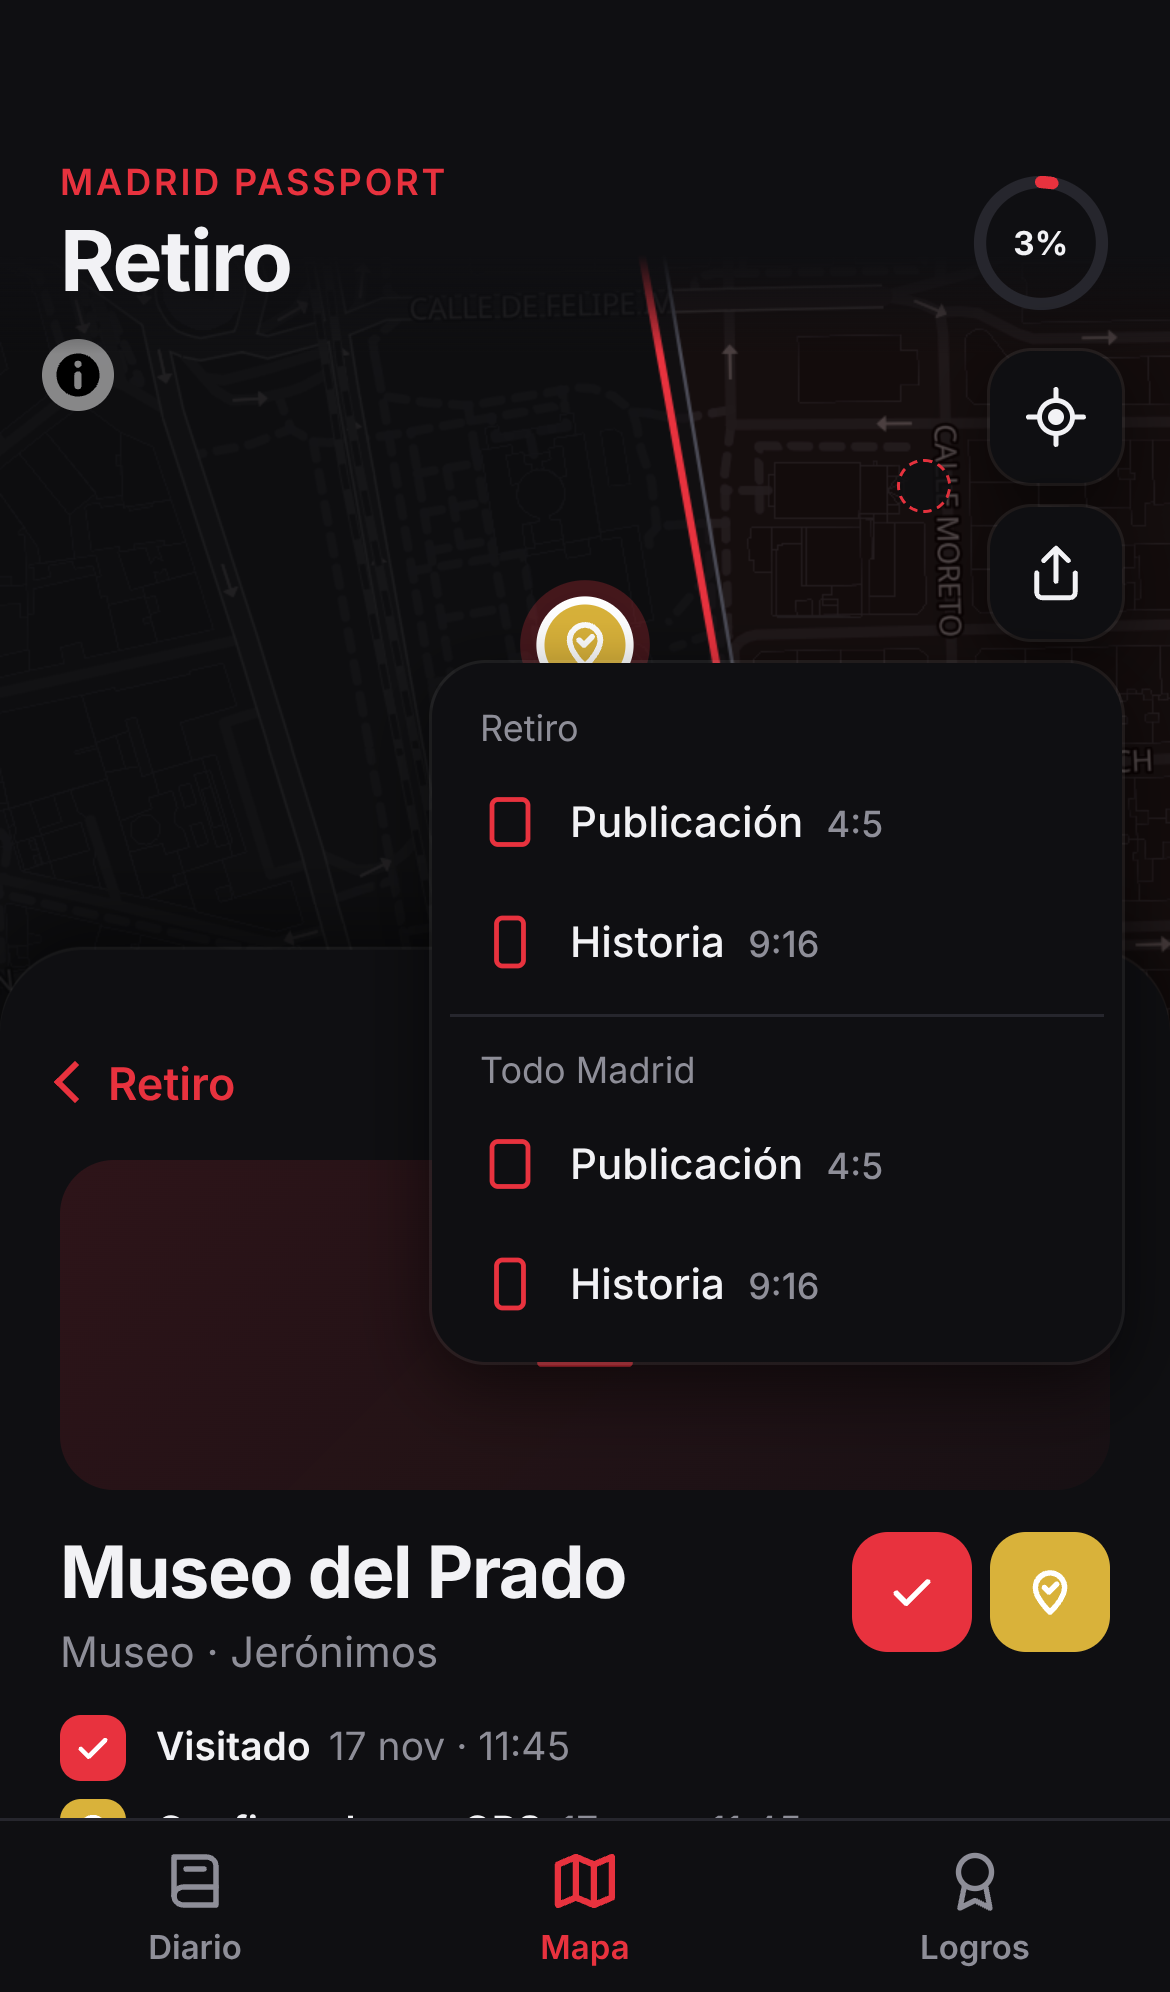 MADRID PASSPORT
Retiro
3%
CALLE DE FELIPE IV
CALLE MORETO
Retiro
Publicación 4:5
Historia 9:16
Todo Madrid
Publicación 4:5
Historia 9:16
Retiro
Museo del Prado
Museo · Jerónimos
Visitado 17 nov · 11:45
Diario
Mapa
Logros